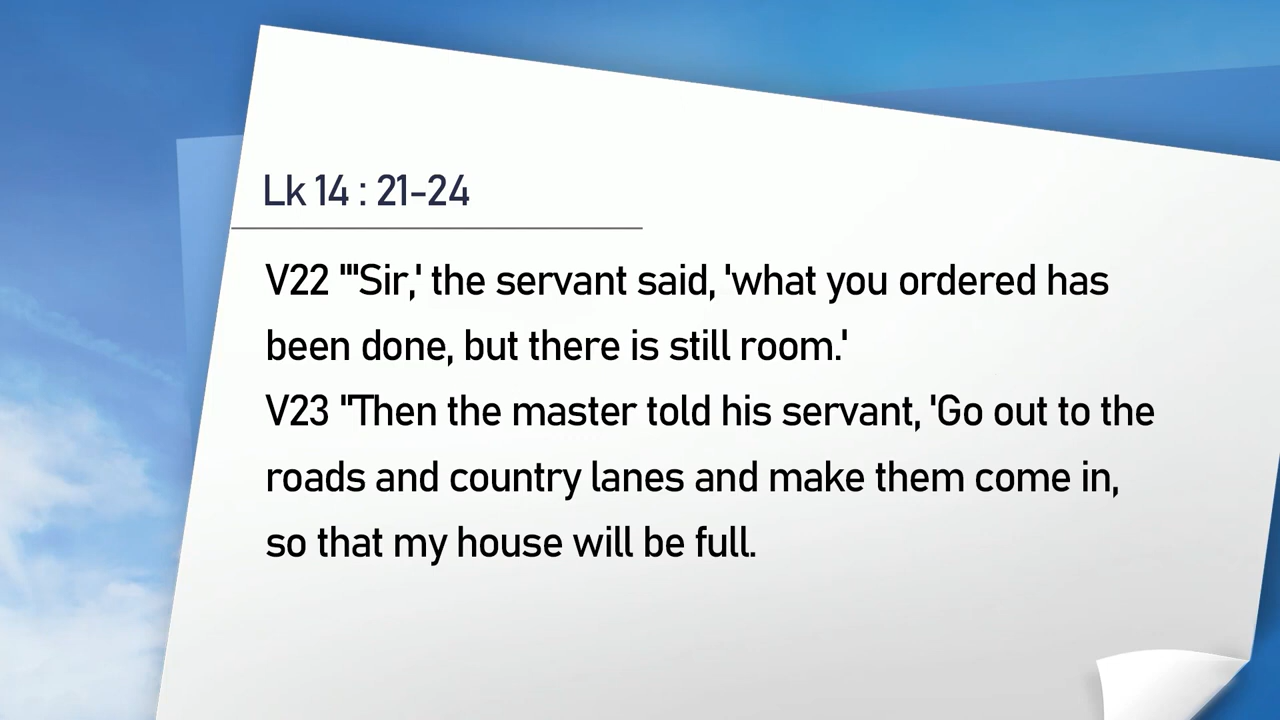 Lk 14 : 21-24
V22 "'Sir,' the servant said, 'what you ordered has
been done, but there is still room.'
V23 "Then the master told his servant, 'Go out to the
roads and country lanes and make them come in,
so that my house will be full.